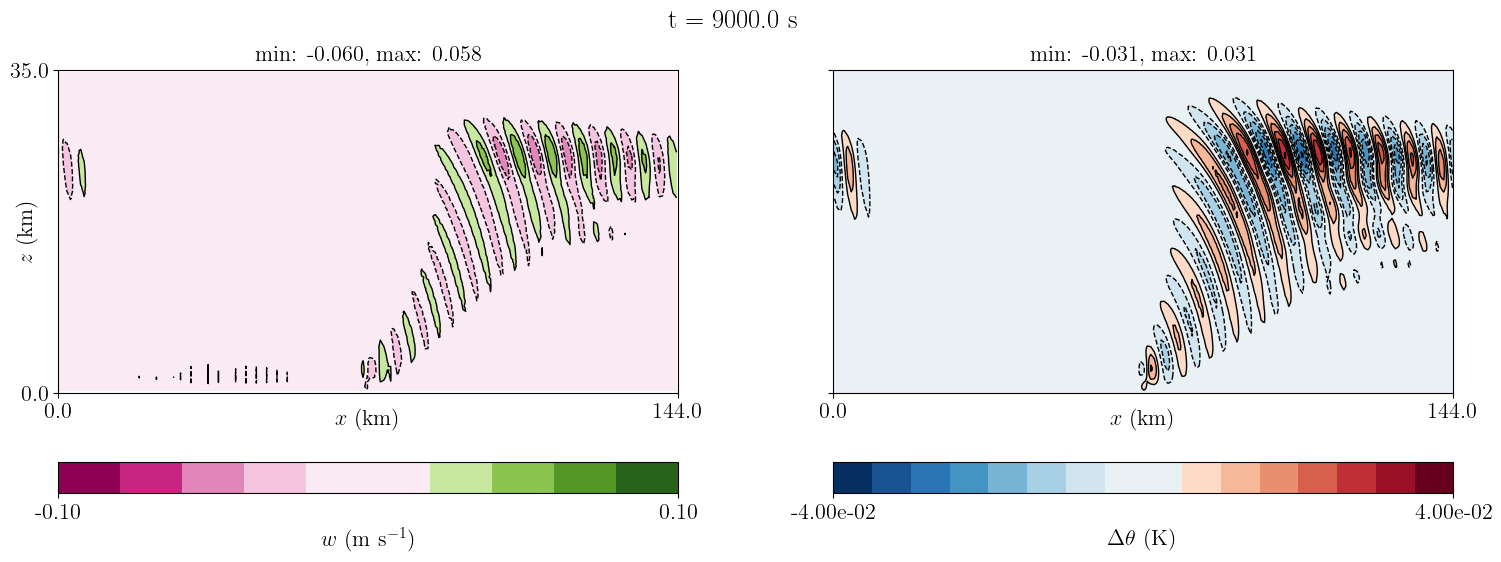 t = 9000.0 s
min: -0.060, max: 0.058
min: -0.031, max: 0.031
35.0
z (km)
0.0
0.0
144.0
x (km)
0.0
144.0
x (km)
-0.10
0.10
w (m s⁻¹)
-4.00e-02
4.00e-02
Δθ (K)